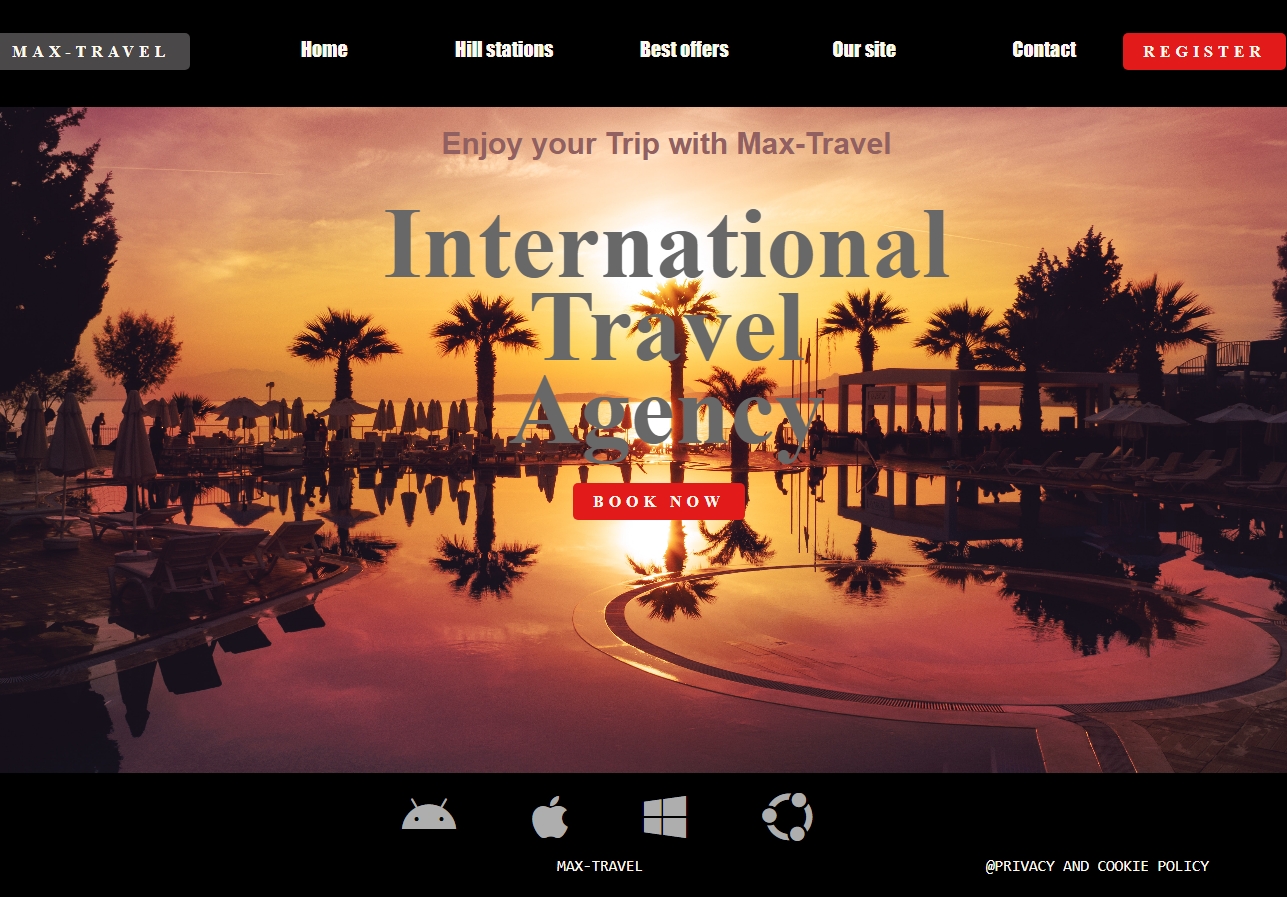 MAX-TRAVEL
Home
Hill stations
Best offers
Our site
Contact
REGISTER
Enjoy your Trip with Max-Travel
International
Travel
Agency
BOOK NOW
MAX-TRAVEL
@PRIVACY AND COOKIE POLICY